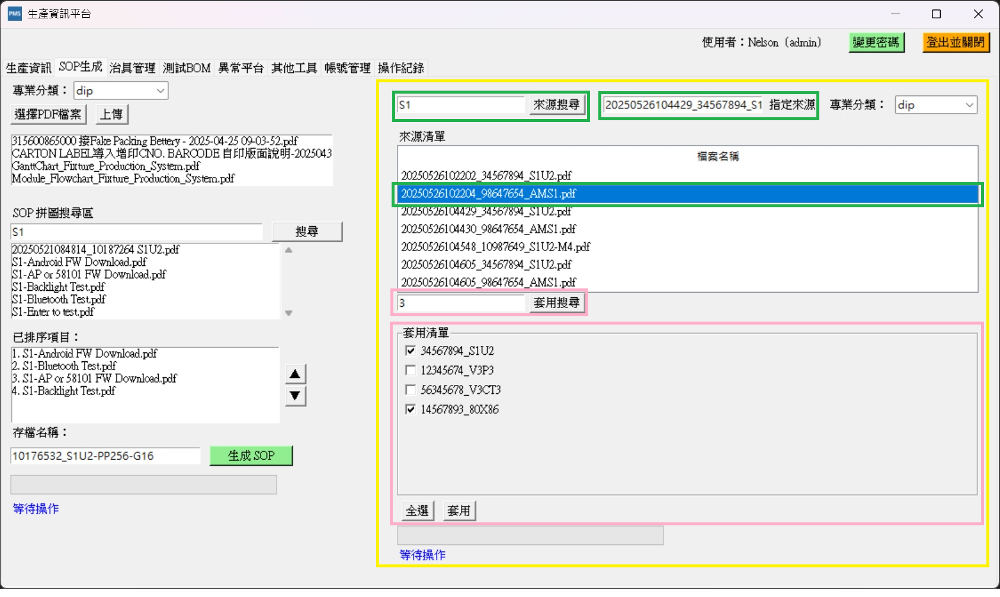 PMS 生產資訊平台
使用者：Nelson（admin） 變更密碼 登出並關閉
生產資訊 SOP生成 治具管理 測試BOM 異常平台 其他工具 帳號管理 操作紀錄
專業分類： dip
選擇PDF檔案 上傳
315600865000 接Fake Packing Bettery - 2025-04-25 09-03-52.pdf
CARTON LABEL導入增印CNO. BARCODE 自印版面說明-2025043
GanttChart_Fixture_Production_System.pdf
Module_Flowchart_Fixture_Production_System.pdf
SOP 拼圖搜尋區
S1 搜尋
20250521084814_10187264 S1U2.pdf
S1-Android FW Download.pdf
S1-AP or 58101 FW Download.pdf
S1-Backlight Test.pdf
S1-Bluetooth Test.pdf
S1-Enter to test.pdf
已排序項目：
1. S1-Android FW Download.pdf
2. S1-Bluetooth Test.pdf
3. S1-AP or 58101 FW Download.pdf
4. S1-Backlight Test.pdf
存檔名稱：
10176532_S1U2-PP256-G16 生成 SOP
等待操作
S1 來源搜尋 20250526104429_34567894_S1 指定來源 專業分類： dip
來源清單
檔案名稱
20250526102202_34567894_S1U2.pdf
20250526102204_98647654_AMS1.pdf
20250526104429_34567894_S1U2.pdf
20250526104430_98647654_AMS1.pdf
20250526104548_10987649_S1U2-M4.pdf
20250526104605_34567894_S1U2.pdf
20250526104605_98647654_AMS1.pdf
3 套用搜尋
套用清單
34567894_S1U2
12345674_V3P3
56345678_V3CT3
14567893_80X86
全選 套用
等待操作